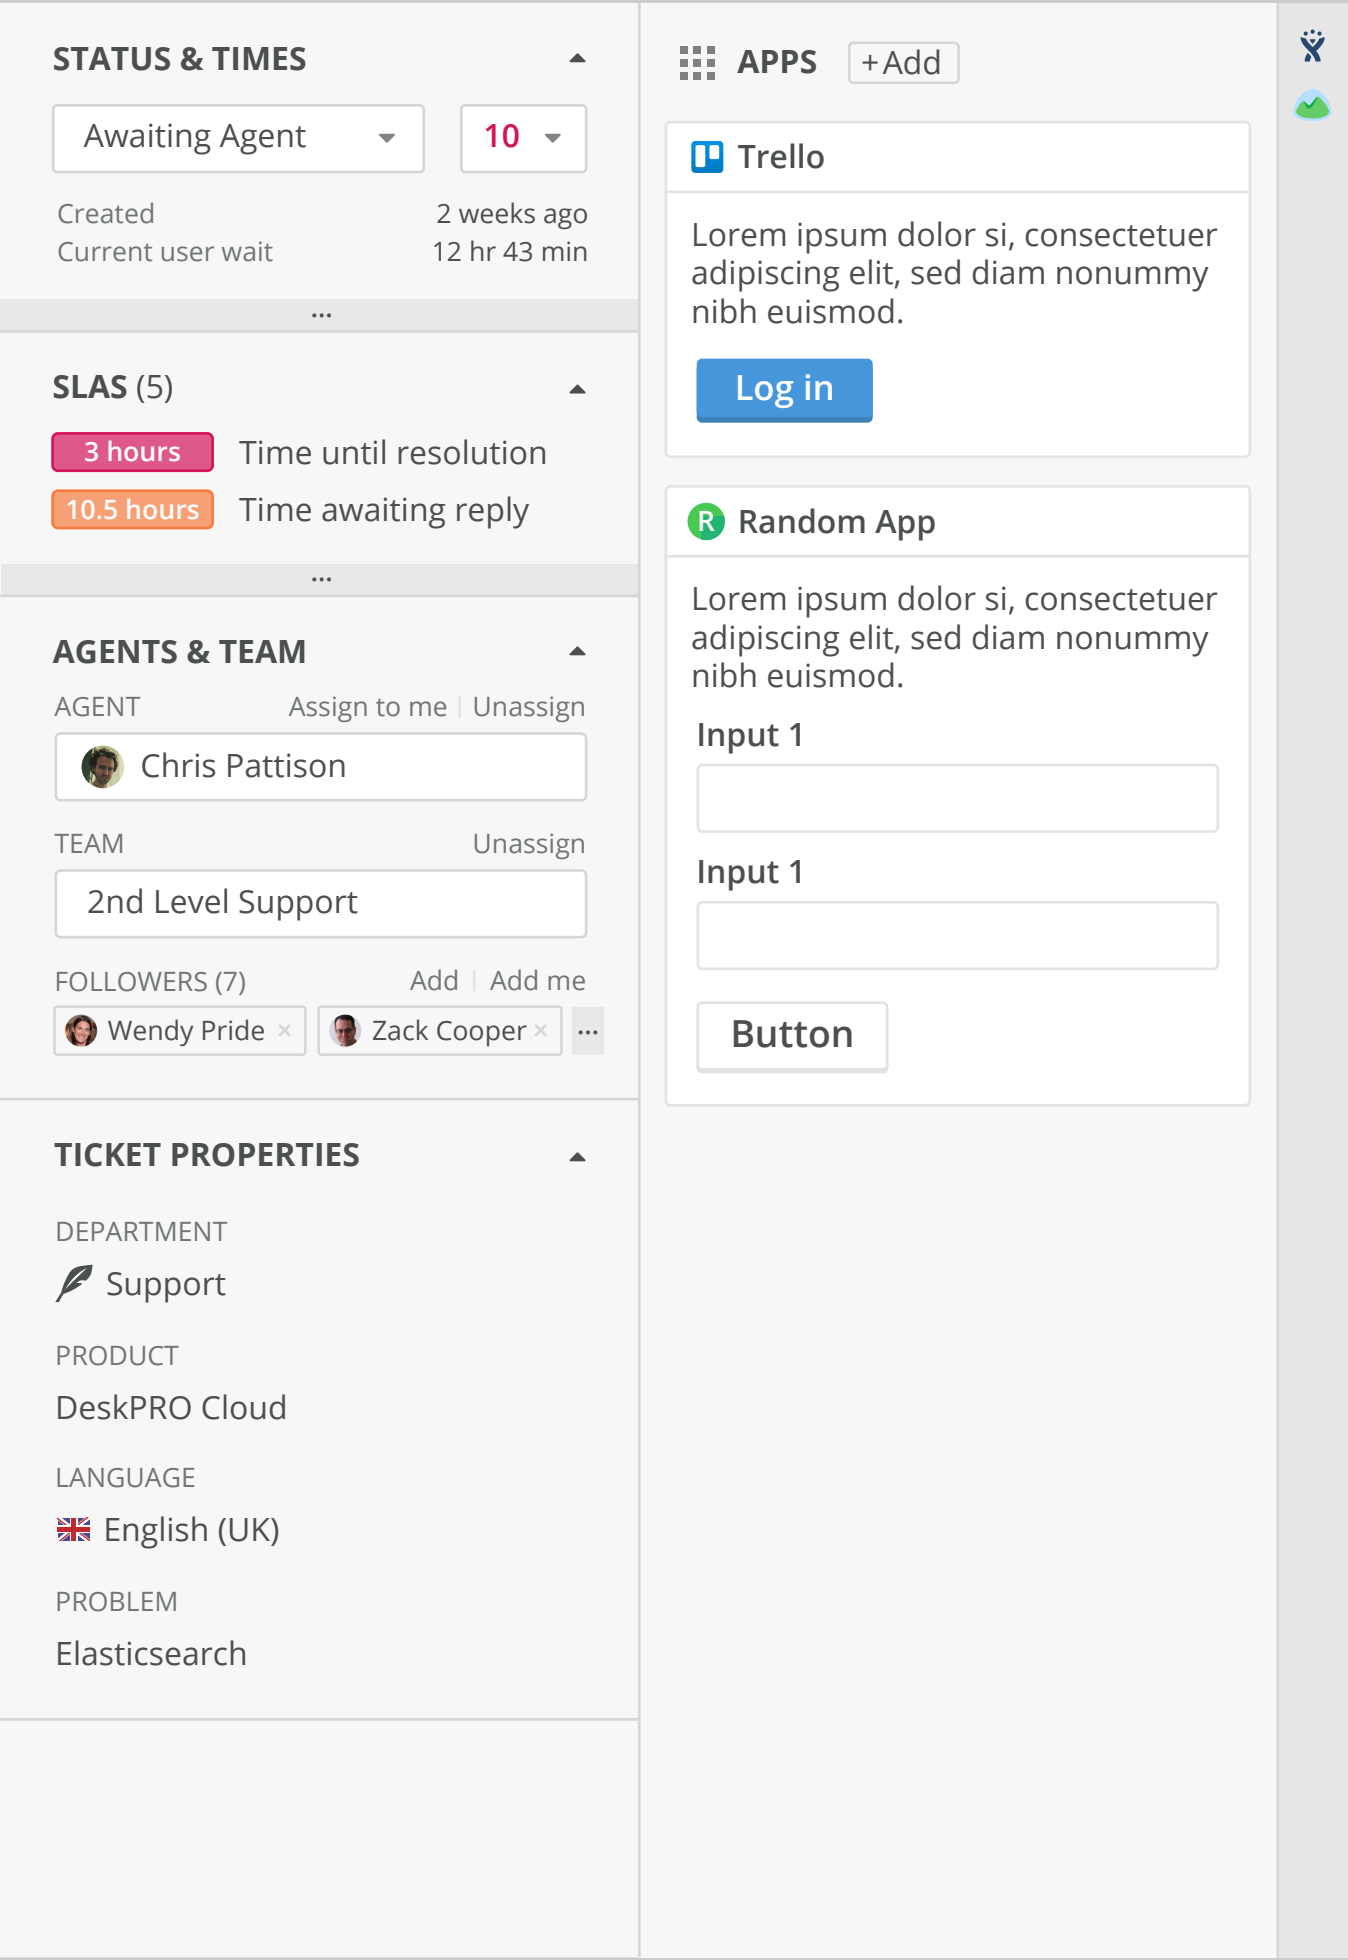 STATUS & TIMES
Awaiting Agent
10
Created 2 weeks ago
Current user wait 12 hr 43 min
...
SLAS (5)
3 hours Time until resolution
10.5 hours Time awaiting reply
...
AGENTS & TEAM
AGENT Assign to me | Unassign
Chris Pattison
TEAM Unassign
2nd Level Support
FOLLOWERS (7) Add | Add me
Wendy Pride × Zack Cooper × ...
TICKET PROPERTIES
DEPARTMENT
Support
PRODUCT
DeskPRO Cloud
LANGUAGE
English (UK)
PROBLEM
Elasticsearch
APPS +Add
Trello
Lorem ipsum dolor si, consectetuer
adipiscing elit, sed diam nonummy
nibh euismod.
Log in
R Random App
Lorem ipsum dolor si, consectetuer
adipiscing elit, sed diam nonummy
nibh euismod.
Input 1
Input 1
Button